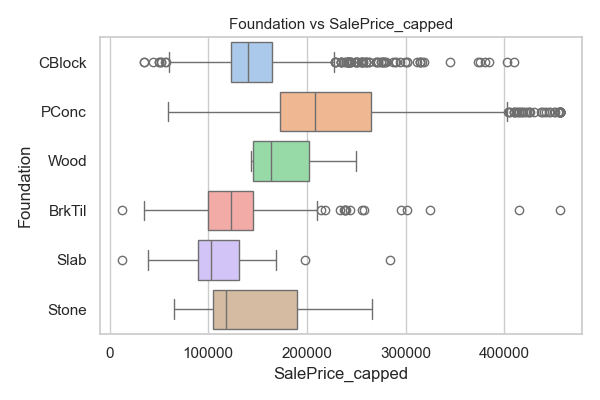 Foundation vs SalePrice_capped
Foundation
CBlock
PConc
Wood
BrkTil
Slab
Stone
0 100000 200000 300000 400000
SalePrice_capped